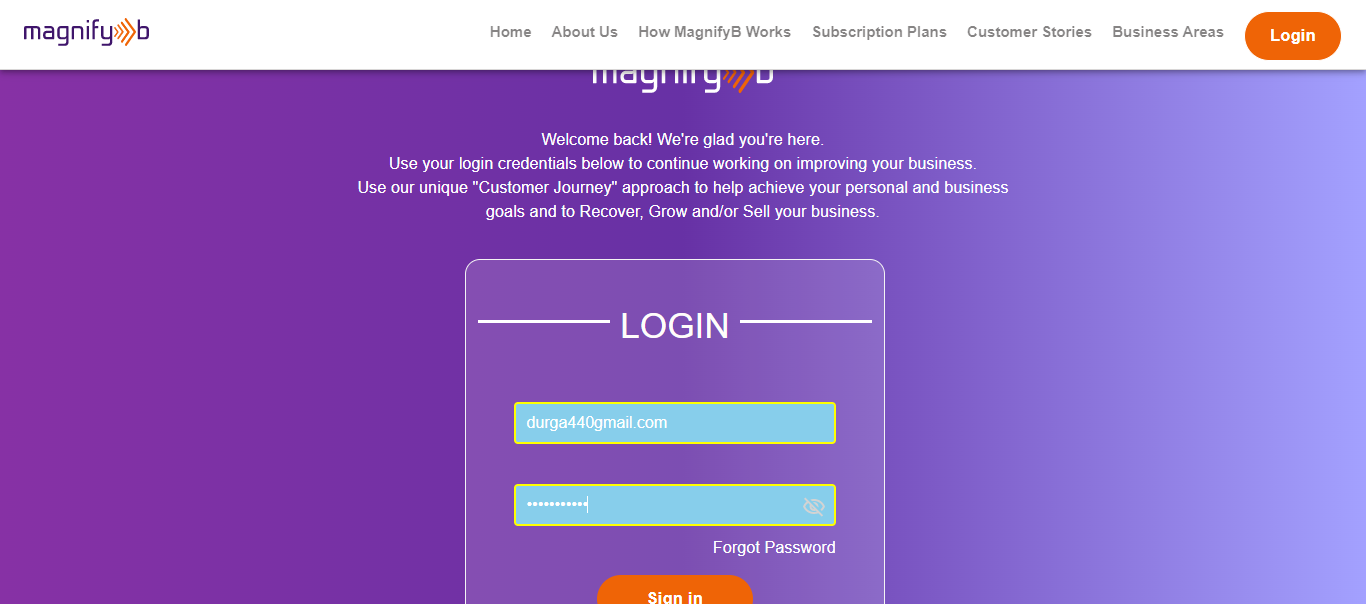 magnifyb
Home About Us How MagnifyB Works Subscription Plans Customer Stories Business Areas Login
magnifyb
Welcome back! We're glad you're here.
Use your login credentials below to continue working on improving your business.
Use our unique "Customer Journey" approach to help achieve your personal and business
goals and to Recover, Grow and/or Sell your business.
LOGIN
durga440gmail.com
•••••••••••
Forgot Password
Sign in